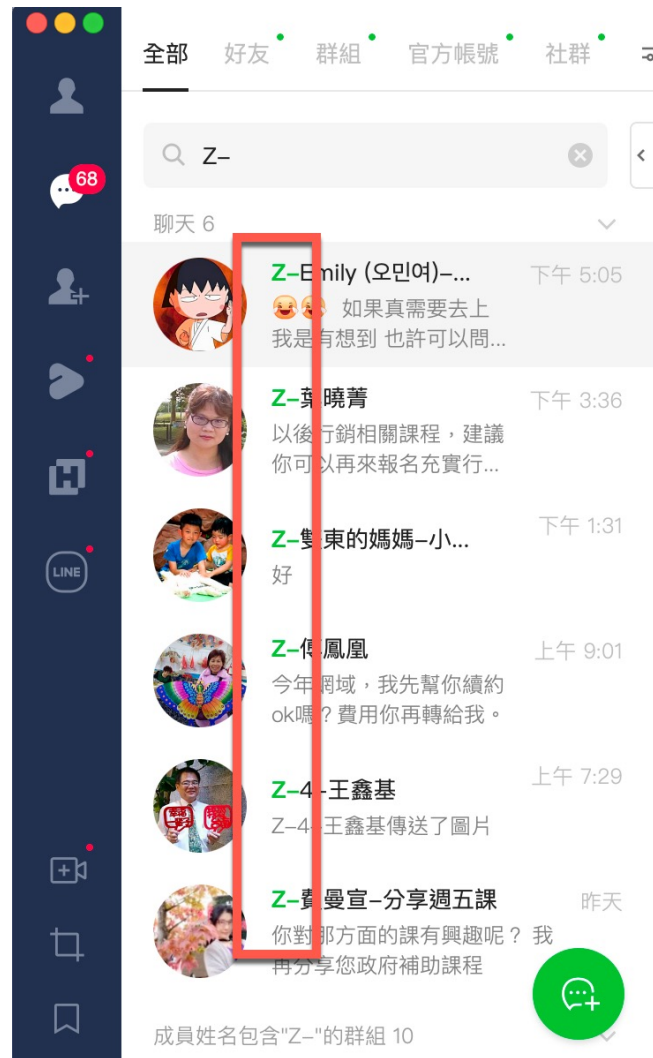 全部 好友 群組 官方帳號 社群
Z-
68
聊天 6
Z-Emily (오민여)-... 下午 5:05
如果真需要去上
我是有想到 也許可以問...
Z-葉曉菁 下午 3:36
以後行銷相關課程，建議
你可以再來報名充實行...
Z-雙東的媽媽-小... 下午 1:31
好
Z-傅鳳凰 上午 9:01
今年網域，我先幫你續約
ok嗎？費用你再轉給我。
LINE
Z-4-王鑫基 上午 7:29
Z-4-王鑫基傳送了圖片
Z-費曼宣-分享週五課 昨天
你對那方面的課有興趣呢？ 我
再分享您政府補助課程
成員姓名包含"Z-"的群組 10